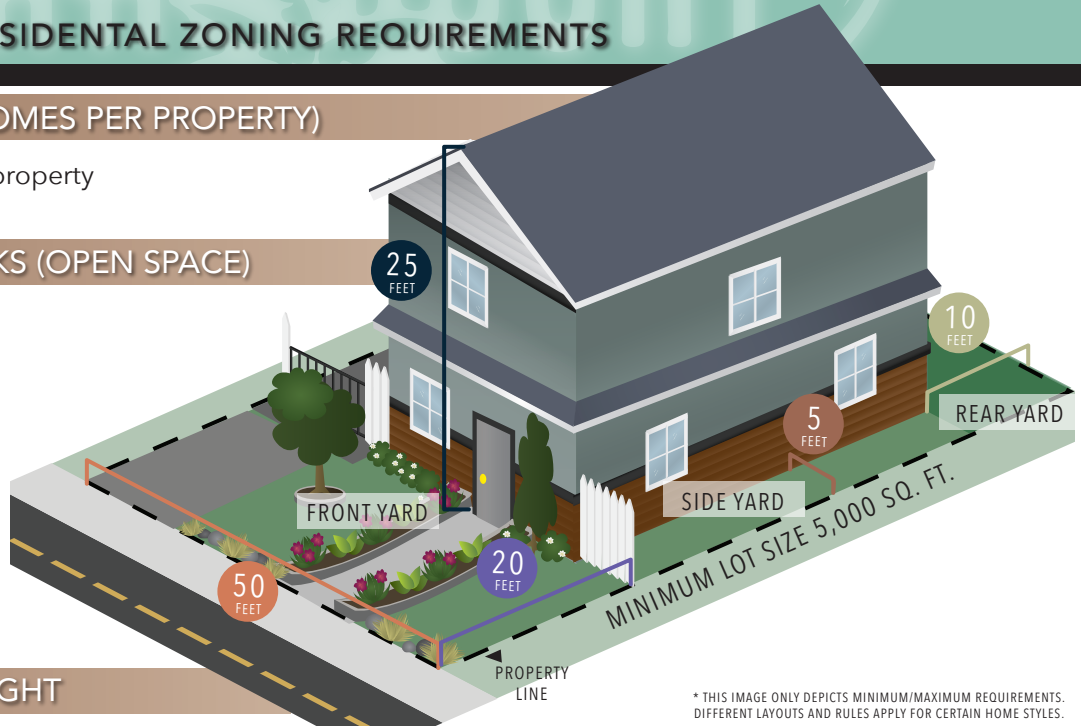 SIDENTAL ZONING REQUIREMENTS
OMES PER PROPERTY)
property
KS (OPEN SPACE)
25
FEET
10
FEET
REAR YARD
5
FEET
SIDE YARD
FRONT YARD
20
FEET
50
FEET
MINIMUM LOT SIZE 5,000 SQ. FT.
PROPERTY
LINE
GHT
* THIS IMAGE ONLY DEPICTS MINIMUM/MAXIMUM REQUIREMENTS.
DIFFERENT LAYOUTS AND RULES APPLY FOR CERTAIN HOME STYLES.